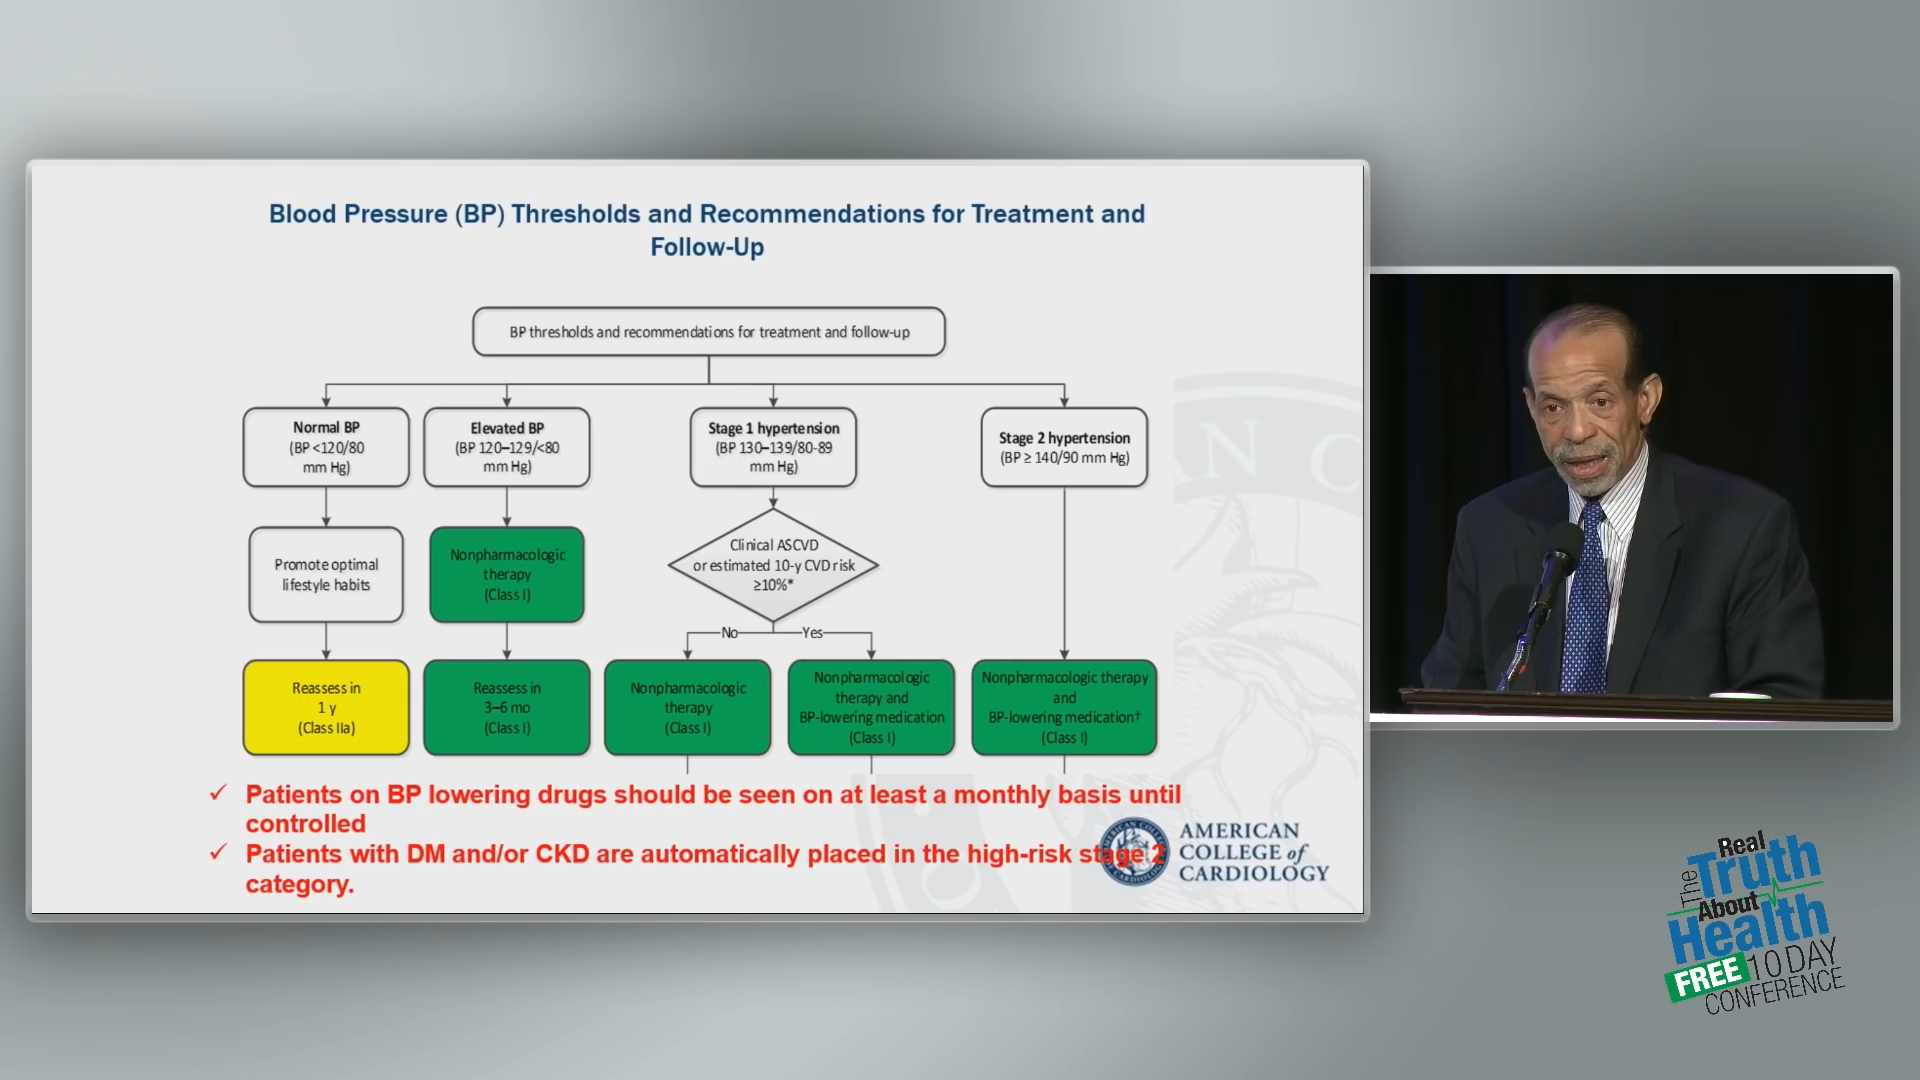 Blood Pressure (BP) Thresholds and Recommendations for Treatment and
Follow-Up
BP thresholds and recommendations for treatment and follow-up
Normal BP
(BP <120/80
mm Hg)
Elevated BP
(BP 120–129/<80
mm Hg)
Stage 1 hypertension
(BP 130–139/80-89
mm Hg)
Stage 2 hypertension
(BP ≥ 140/90 mm Hg)
Promote optimal
lifestyle habits
Nonpharmacologic
therapy
(Class I)
Clinical ASCVD
or estimated 10-y CVD risk
≥10%*
No
Yes
Reassess in
1 y
(Class IIa)
Reassess in
3–6 mo
(Class I)
Nonpharmacologic
therapy
(Class I)
Nonpharmacologic
therapy and
BP-lowering medication
(Class I)
Nonpharmacologic therapy
and
BP-lowering medication†
(Class I)
✓ Patients on BP lowering drugs should be seen on at least a monthly basis until
controlled
✓ Patients with DM and/or CKD are automatically placed in the high-risk stage 2
category.
AMERICAN
COLLEGE of
CARDIOLOGY
The Real
Truth
About
Health
FREE 10 DAY
CONFERENCE